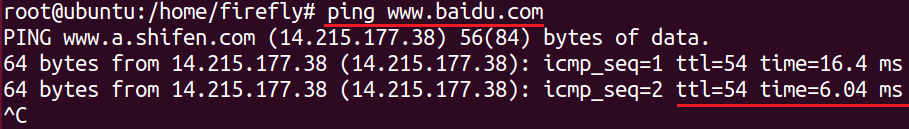 root@ubuntu:/home/firefly# ping www.baidu.com
PING www.a.shifen.com (14.215.177.38) 56(84) bytes of data.
64 bytes from 14.215.177.38 (14.215.177.38): icmp_seq=1 ttl=54 time=16.4 ms
64 bytes from 14.215.177.38 (14.215.177.38): icmp_seq=2 ttl=54 time=6.04 ms
^C